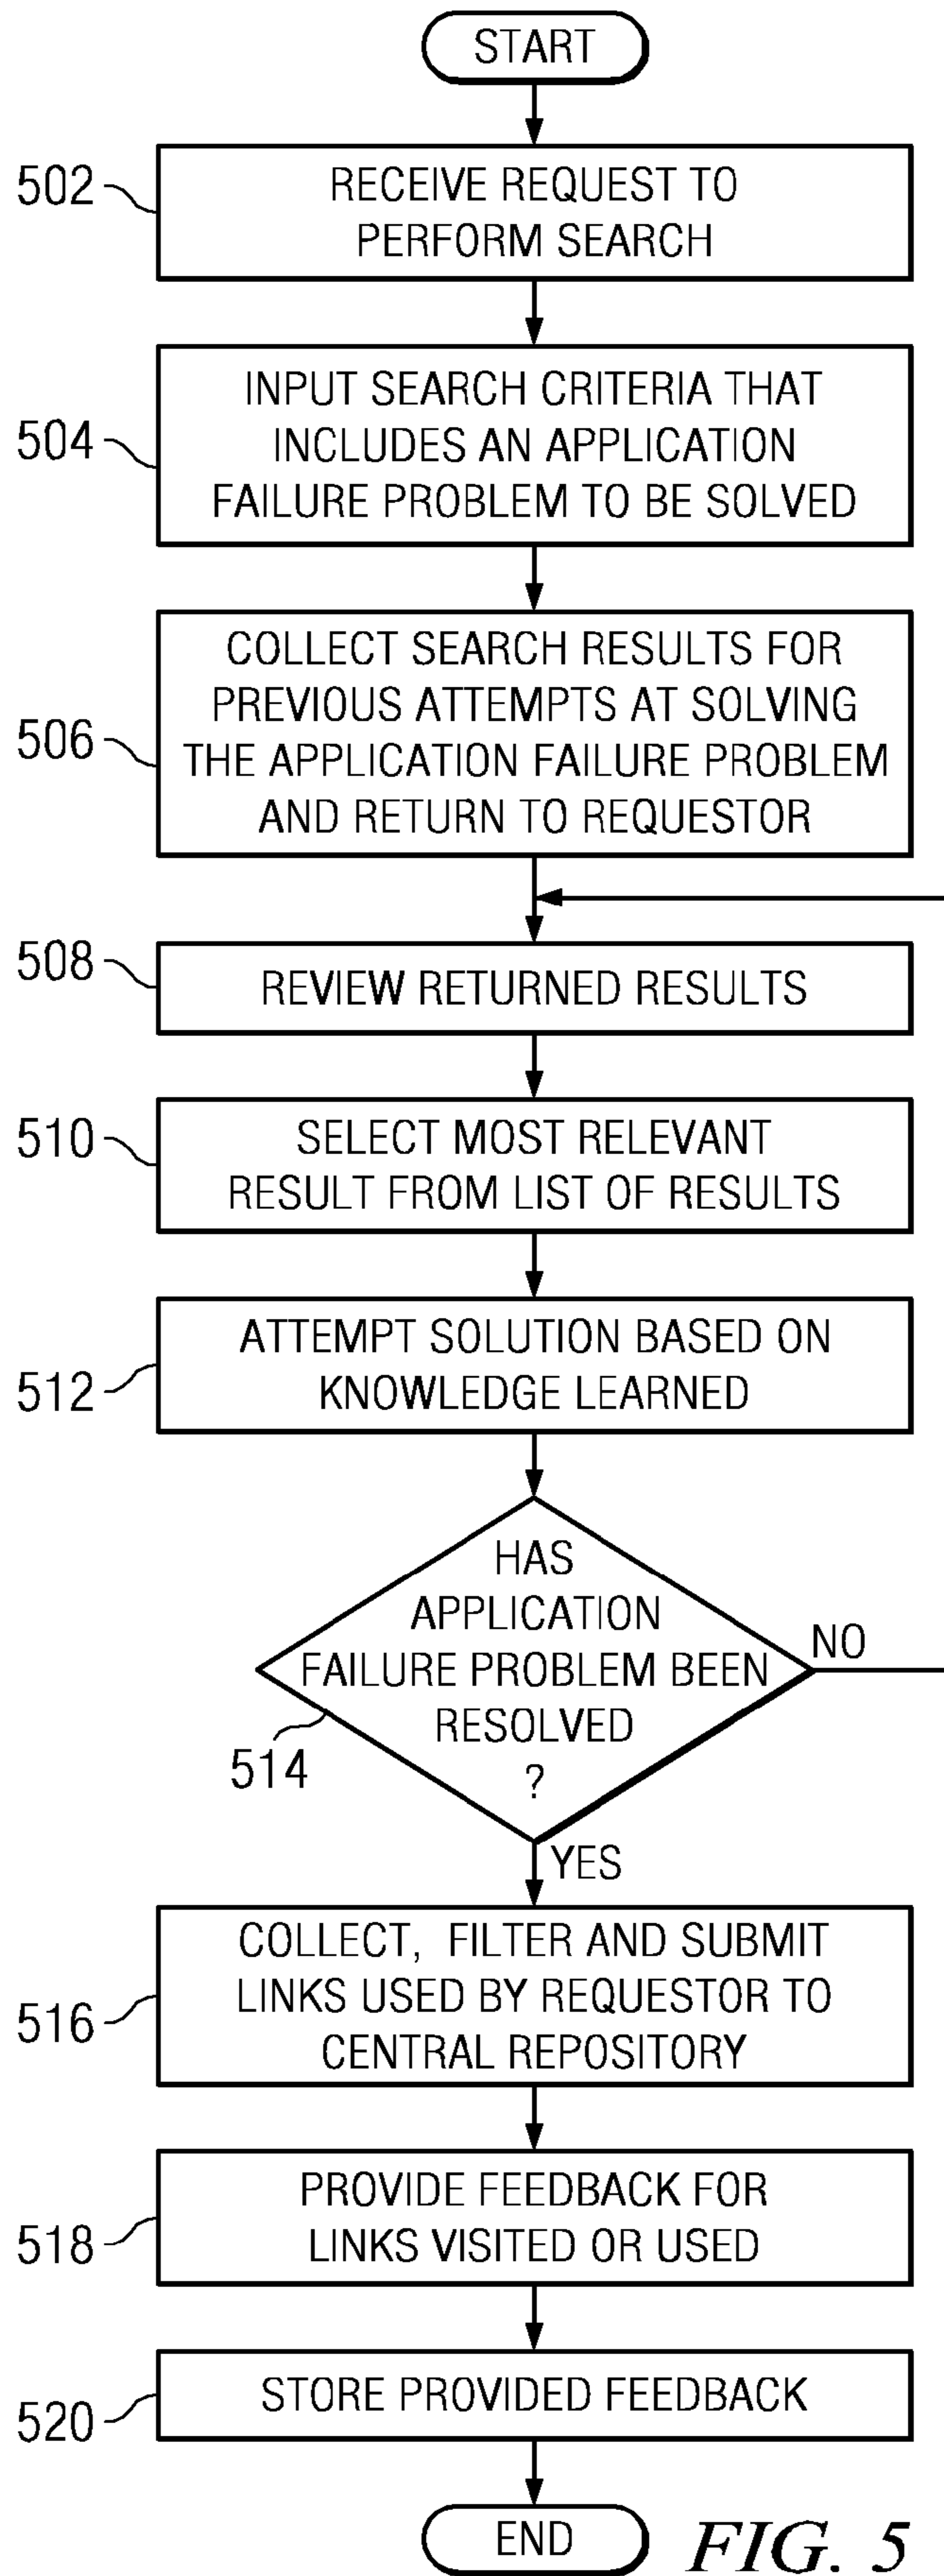 START
502
RECEIVE REQUEST TO
PERFORM SEARCH
504
INPUT SEARCH CRITERIA THAT
INCLUDES AN APPLICATION
FAILURE PROBLEM TO BE SOLVED
506
COLLECT SEARCH RESULTS FOR
PREVIOUS ATTEMPTS AT SOLVING
THE APPLICATION FAILURE PROBLEM
AND RETURN TO REQUESTOR
508
REVIEW RETURNED RESULTS
510
SELECT MOST RELEVANT
RESULT FROM LIST OF RESULTS
512
ATTEMPT SOLUTION BASED ON
KNOWLEDGE LEARNED
HAS
APPLICATION
FAILURE PROBLEM BEEN
RESOLVED
?
NO
514
YES
516
COLLECT, FILTER AND SUBMIT
LINKS USED BY REQUESTOR TO
CENTRAL REPOSITORY
518
PROVIDE FEEDBACK FOR
LINKS VISITED OR USED
520
STORE PROVIDED FEEDBACK
END
FIG. 5